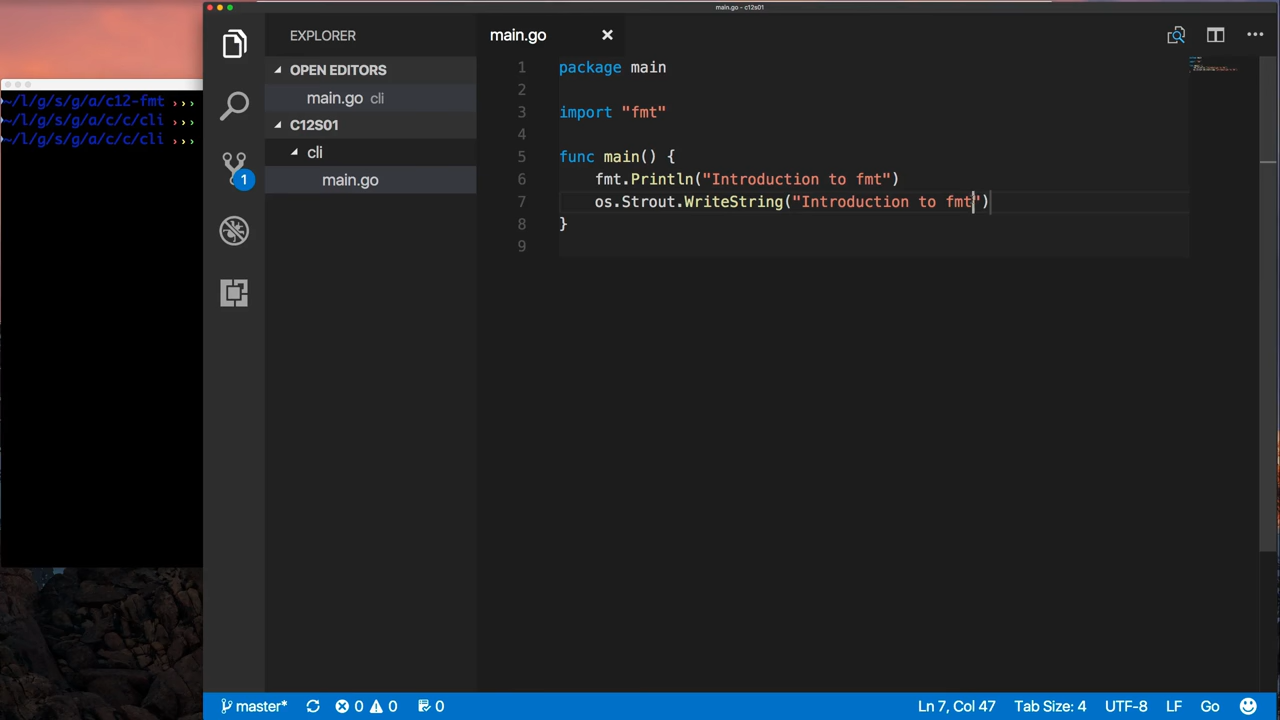 main.go - c12s01
~/l/g/s/g/a/c12-fmt › › ›
~/l/g/s/g/a/c/c/cli › › ›
~/l/g/s/g/a/c/c/cli › › ›
EXPLORER
OPEN EDITORS
main.go cli
C12S01
cli
main.go
1
main.go
1 package main
2
3 import "fmt"
4
5 func main() {
6 fmt.Println("Introduction to fmt")
7 os.Strout.WriteString("Introduction to fmt")
8 }
9
master* 0 0 0 Ln 7, Col 47 Tab Size: 4 UTF-8 LF Go